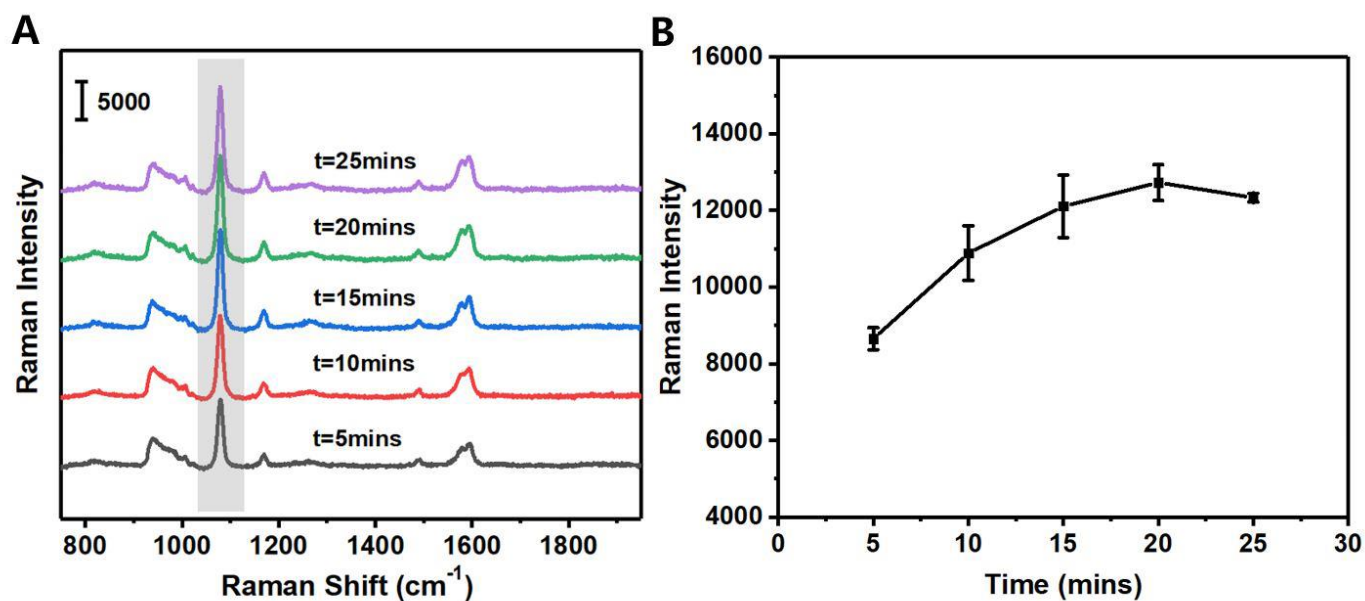 A
5000
t=25mins
t=20mins
t=15mins
t=10mins
t=5mins
Raman Intensity
800 1000 1200 1400 1600 1800
Raman Shift (cm⁻¹)
B
16000
14000
12000
10000
8000
6000
4000
Raman Intensity
0 5 10 15 20 25 30
Time (mins)